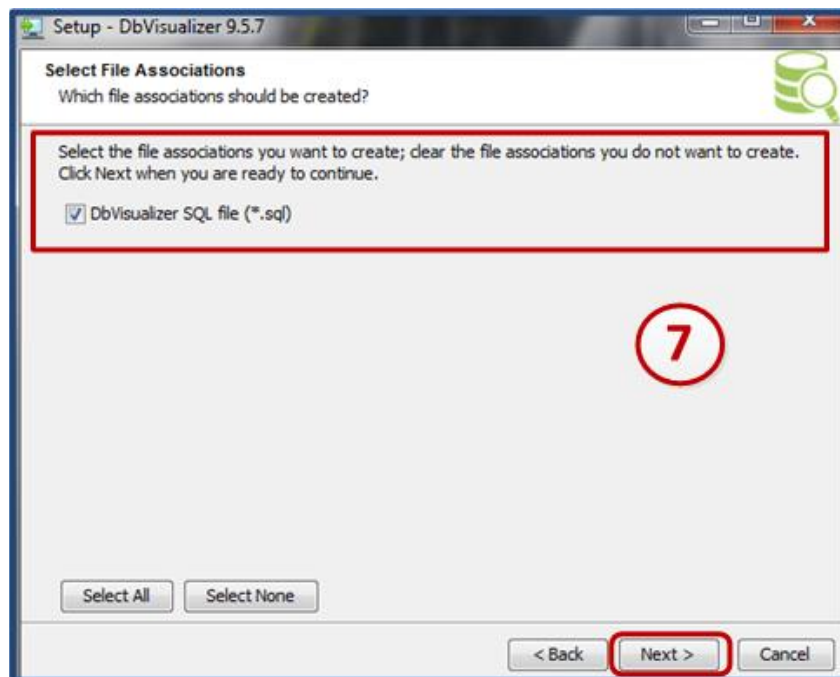 Setup - DbVisualizer 9.5.7
Select File Associations
Which file associations should be created?
Select the file associations you want to create; clear the file associations you do not want to create.
Click Next when you are ready to continue.
DbVisualizer SQL file (*.sql)
7
Select All Select None
< Back Next > Cancel